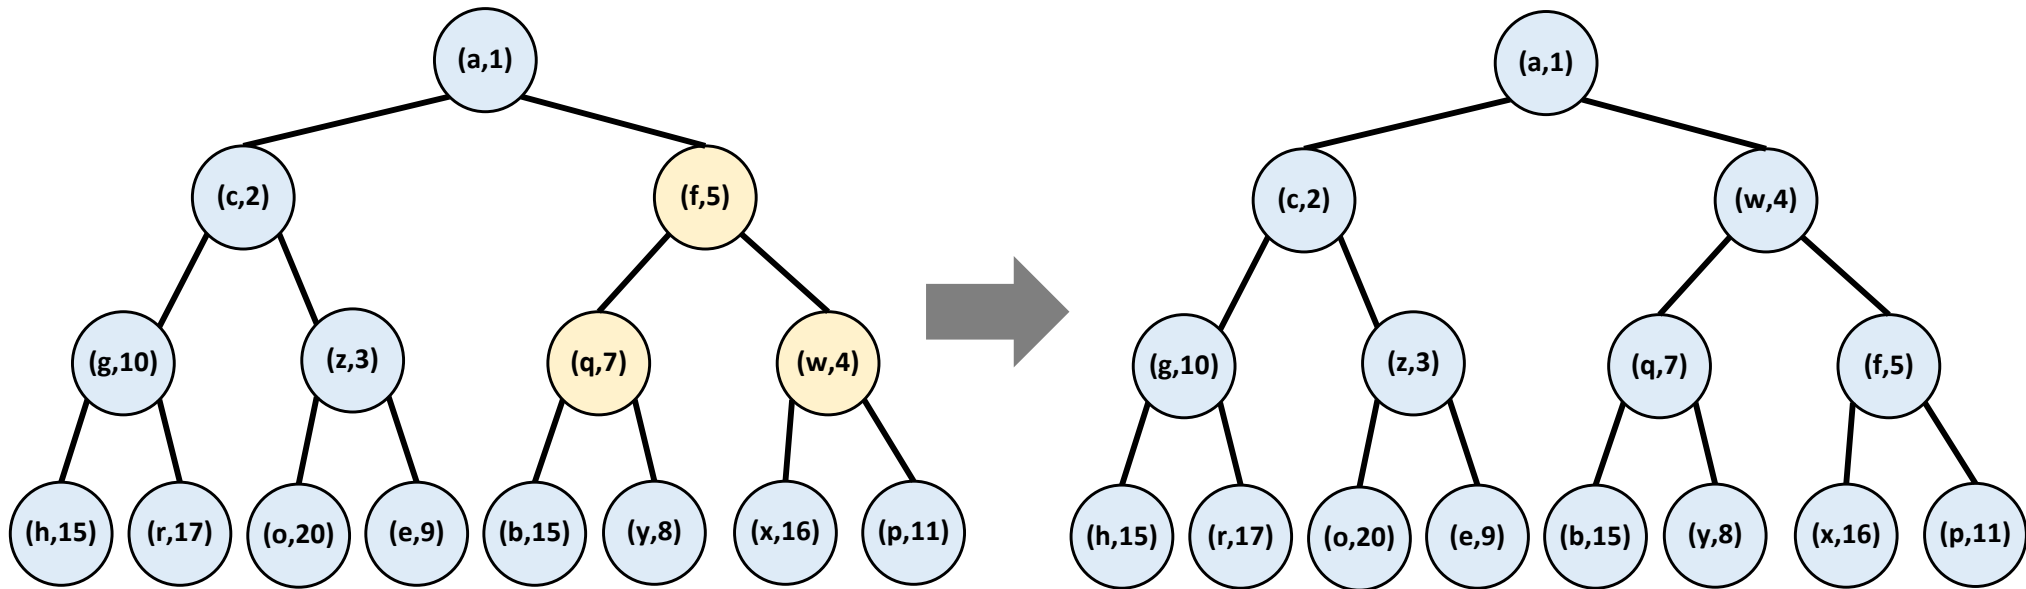 (a,1)
(c,2)
(f,5)
(g,10)
(z,3)
(q,7)
(w,4)
(h,15)
(r,17)
(o,20)
(e,9)
(b,15)
(y,8)
(x,16)
(p,11)
(a,1)
(c,2)
(w,4)
(g,10)
(z,3)
(q,7)
(f,5)
(h,15)
(r,17)
(o,20)
(e,9)
(b,15)
(y,8)
(x,16)
(p,11)